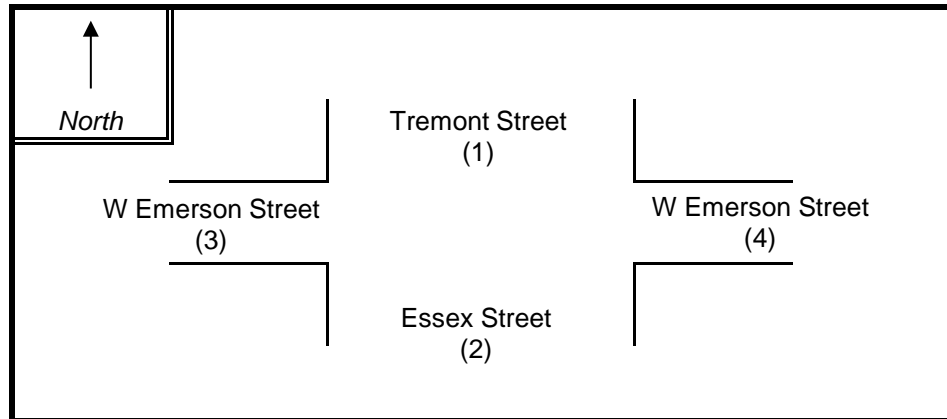 North
Tremont Street
(1)
W Emerson Street
(3)
W Emerson Street
(4)
Essex Street
(2)